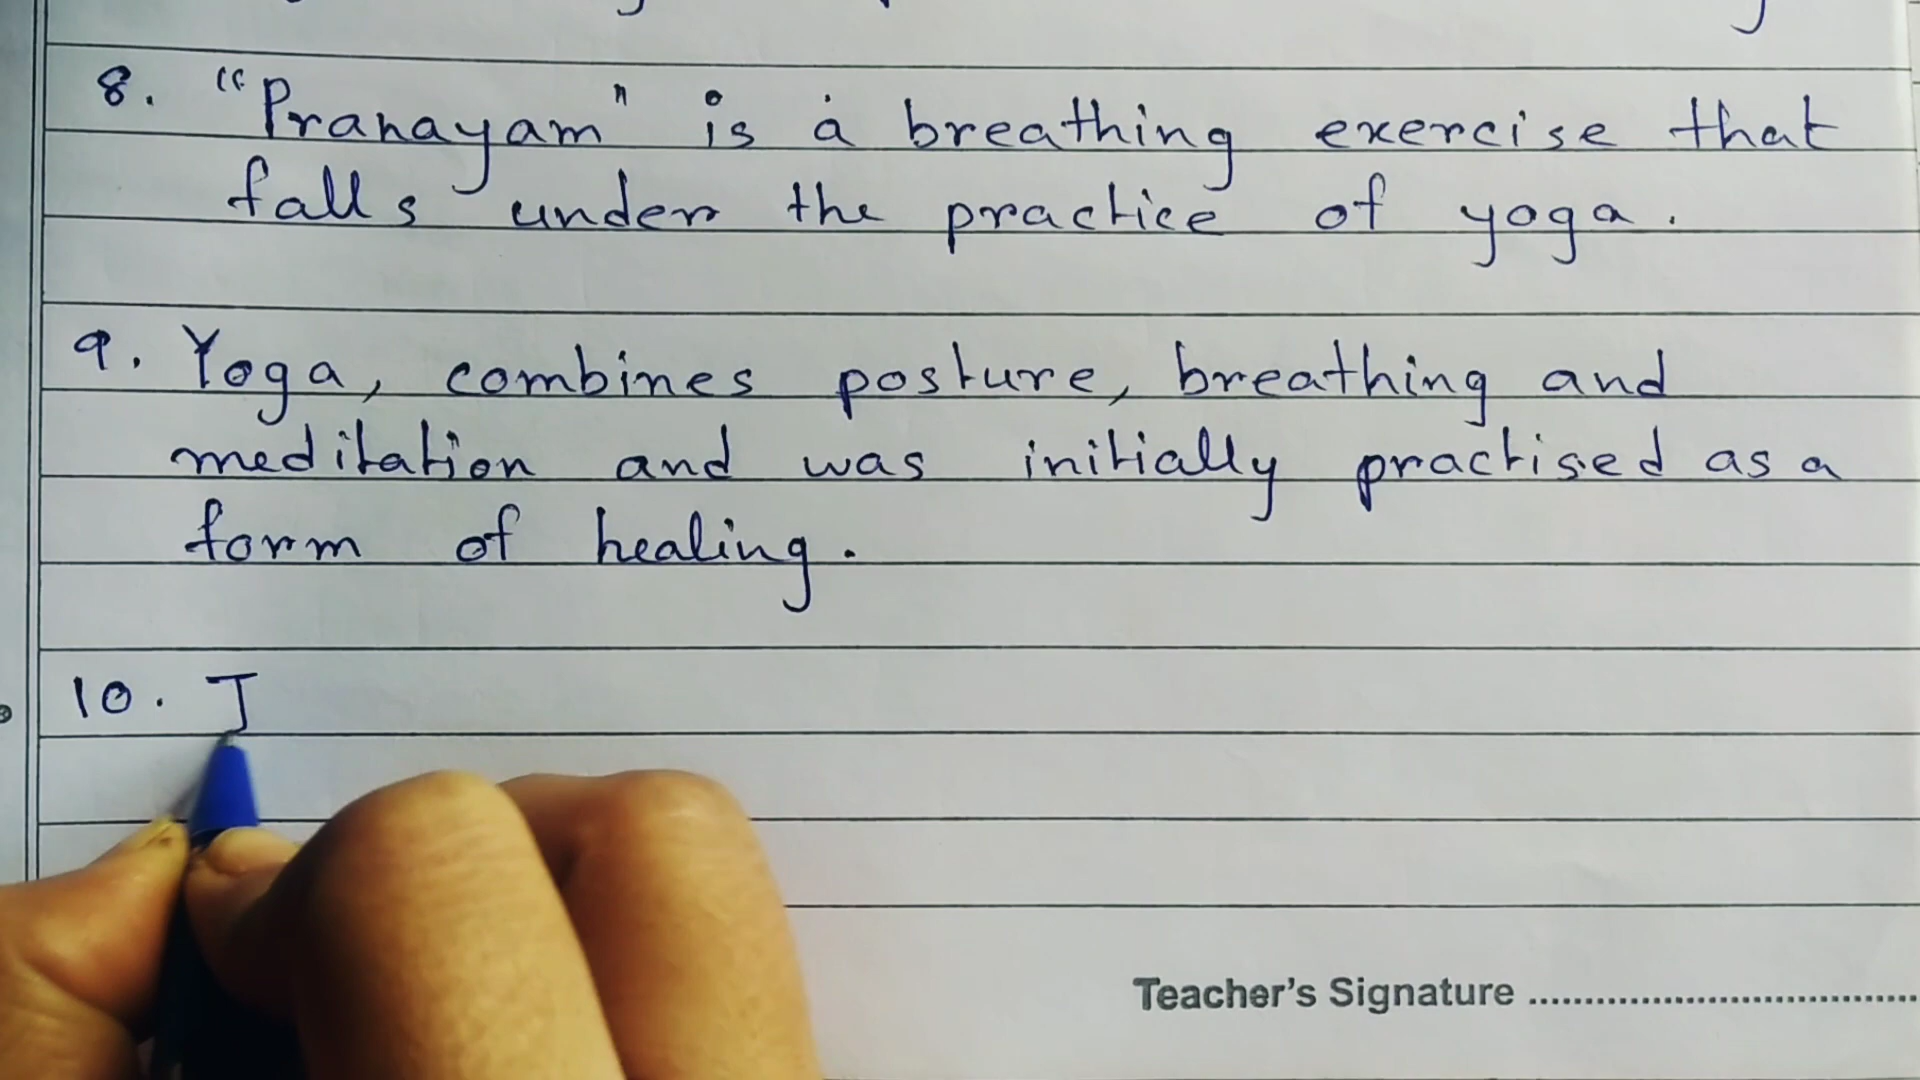 8. "Pranayam" is a breathing exercise that
falls under the practice of yoga.
9. Yoga, combines posture, breathing and
meditation and was initially practised as a
form of healing.
10. J
Teacher's Signature ....................................